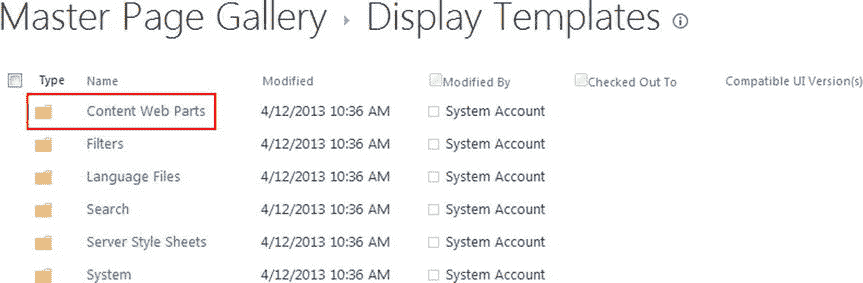 Master Page Gallery ▸ Display Templates ⓘ
Type Name Modified Modified By Checked Out To Compatible UI Version(s)
Content Web Parts 4/12/2013 10:36 AM System Account
Filters 4/12/2013 10:36 AM System Account
Language Files 4/12/2013 10:36 AM System Account
Search 4/12/2013 10:36 AM System Account
Server Style Sheets 4/12/2013 10:36 AM System Account
System 4/12/2013 10:36 AM System Account